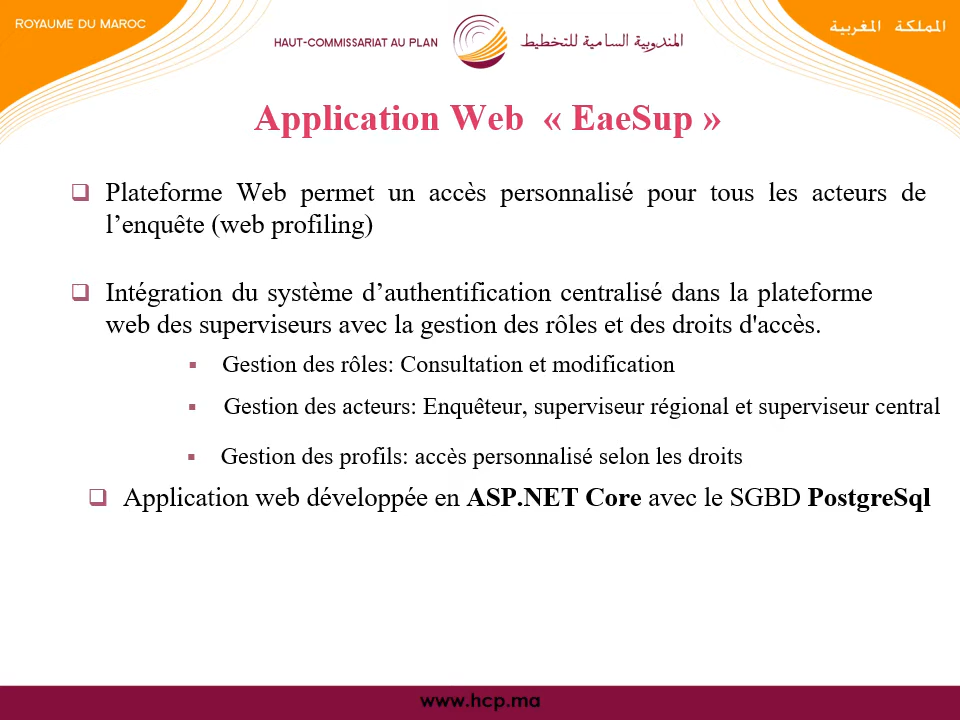 ROYAUME DU MAROC
HAUT-COMMISSARIAT AU PLAN
المندوبية السامية للتخطيط
المملكة المغربية
Application Web « EaeSup »
❑ Plateforme Web permet un accès personnalisé pour tous les acteurs de
l’enquête (web profiling)
❑ Intégration du système d’authentification centralisé dans la plateforme
web des superviseurs avec la gestion des rôles et des droits d'accès.
▪ Gestion des rôles: Consultation et modification
▪ Gestion des acteurs: Enquêteur, superviseur régional et superviseur central
▪ Gestion des profils: accès personnalisé selon les droits
❑ Application web développée en ASP.NET Core avec le SGBD PostgreSql
www.hcp.ma